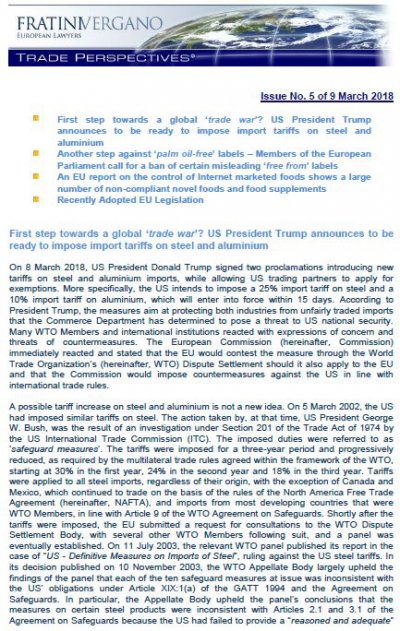 FRATINIVERGANO
EUROPEAN LAWYERS
TRADE PERSPECTIVES®
Issue No. 5 of 9 March 2018
First step towards a global 'trade war'? US President Trump
announces to be ready to impose import tariffs on steel and
aluminium
Another step against 'palm oil-free' labels – Members of the European
Parliament call for a ban of certain misleading 'free from' labels
An EU report on the control of Internet marketed foods shows a large
number of non-compliant novel foods and food supplements
Recently Adopted EU Legislation
First step towards a global 'trade war'? US President Trump announces to be
ready to impose import tariffs on steel and aluminium
On 8 March 2018, US President Donald Trump signed two proclamations introducing new
tariffs on steel and aluminium imports, while allowing US trading partners to apply for
exemptions. More specifically, the US intends to impose a 25% import tariff on steel and a
10% import tariff on aluminium, which will enter into force within 15 days. According to
President Trump, the measures aim at protecting both industries from unfairly traded imports
that the Commerce Department has determined to pose a threat to US national security.
Many WTO Members and international institutions reacted with expressions of concern and
threats of countermeasures. The European Commission (hereinafter, Commission)
immediately reacted and stated that the EU would contest the measure through the World
Trade Organization's (hereinafter, WTO) Dispute Settlement should it also apply to the EU
and that the Commission would impose countermeasures against the US in line with
international trade rules.
A possible tariff increase on steel and aluminium is not a new idea. On 5 March 2002, the US
had imposed similar tariffs on steel. The action taken by, at that time, US President George
W. Bush, was the result of an investigation under Section 201 of the Trade Act of 1974 by
the US International Trade Commission (ITC). The imposed duties were referred to as
'safeguard measures'. The tariffs were imposed for a three-year period and progressively
reduced, as required by the multilateral trade rules agreed within the framework of the WTO,
starting at 30% in the first year, 24% in the second year and 18% in the third year. Tariffs
were applied to all steel imports, regardless of their origin, with the exception of Canada and
Mexico, which continued to trade on the basis of the rules of the North America Free Trade
Agreement (hereinafter, NAFTA), and imports from most developing countries that were
WTO Members, in line with Article 9 of the WTO Agreement on Safeguards. Shortly after the
tariffs were imposed, the EU submitted a request for consultations to the WTO Dispute
Settlement Body, with several other WTO Members following suit, and a panel was
eventually established. On 11 July 2003, the relevant WTO panel published its report in the
case of "US - Definitive Measures on Imports of Steel", ruling against the US steel tariffs. In
its decision published on 10 November 2003, the WTO Appellate Body largely upheld the
findings of the panel that each of the ten safeguard measures at issue was inconsistent with
the US' obligations under Article XIX:1(a) of the GATT 1994 and the Agreement on
Safeguards. In particular, the Appellate Body upheld the panel's conclusions that the
measures on certain steel products were inconsistent with Articles 2.1 and 3.1 of the
Agreement on Safeguards because the US had failed to provide a "reasoned and adequate"